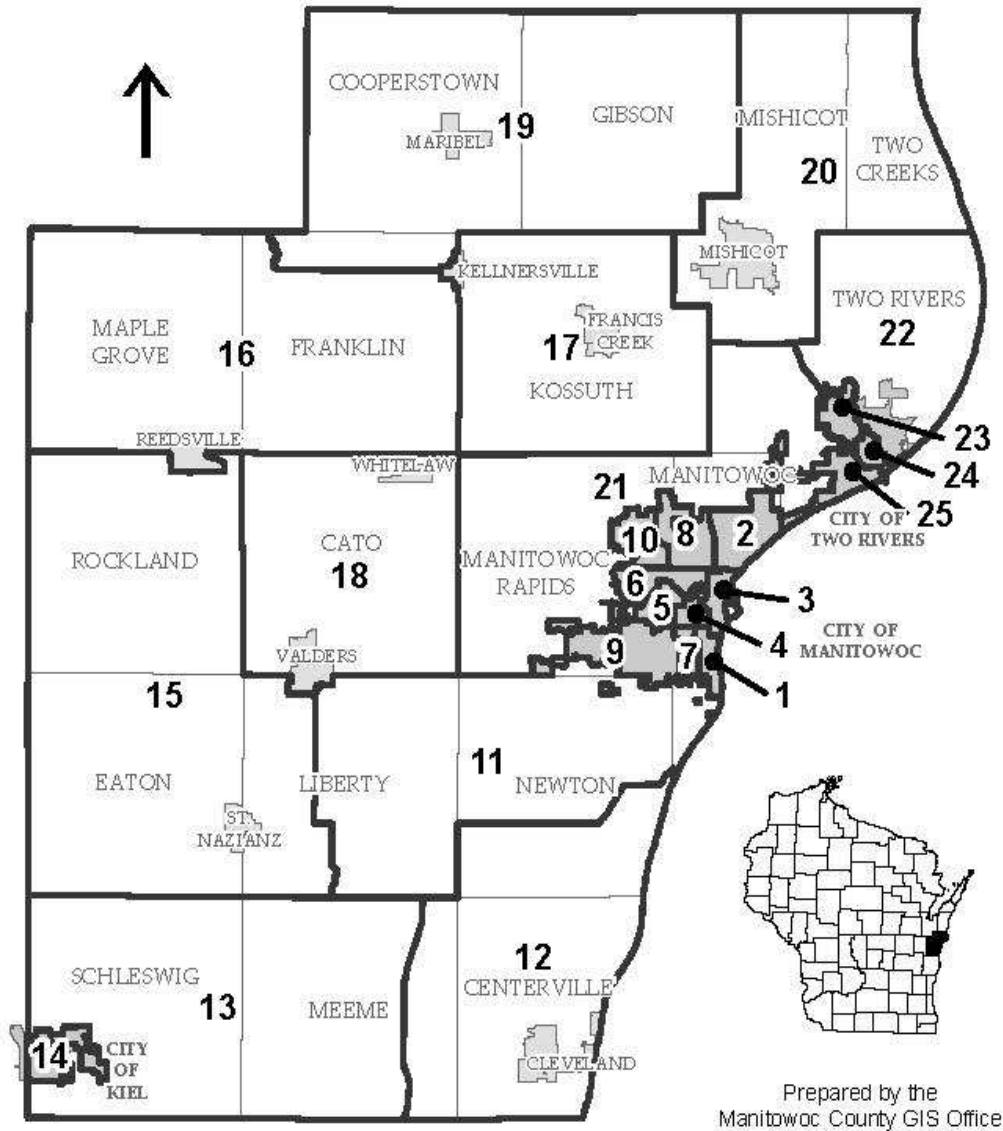 COOPERSTOWN
MARIBEL
19
GIBSON
MISHICOT
TWO
CREEKS
20
MISHICOT
KELLNERSVILLE
MAPLE
GROVE
16
FRANKLIN
FRANCIS
CREEK
17
KOSSUTH
TWO RIVERS
22
REEDSVILLE
WHITELAW
21
MANITOWOC
23
24
25
CITY OF
TWO RIVERS
ROCKLAND
CATO
18
MANITOWOC
RAPIDS
10
8
2
6
5
3
4
CITY OF
MANITOWOC
9
7
1
VALDERS
15
EATON
LIBERTY
11
NEWTON
ST.
NAZIANZ
SCHLESWIG
13
MEEME
12
CENTERVILLE
14
CITY
OF
KIEL
CLEVELAND
Prepared by the
Manitowoc County GIS Office